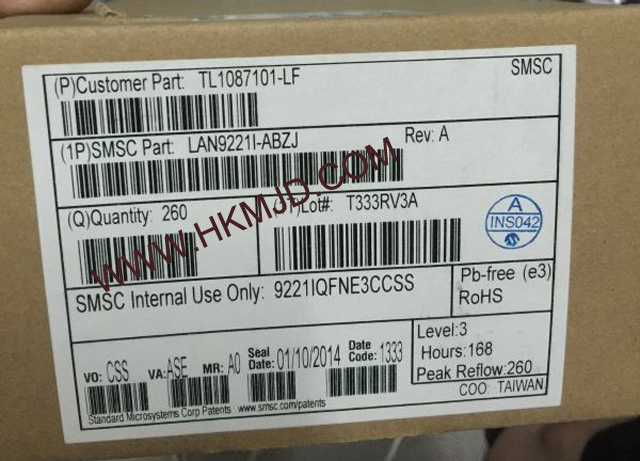 (P)Customer Part: TL1087101-LF
SMSC
(1P)SMSC Part: LAN9221I-ABZJ
Rev: A
(Q)Quantity: 260
Lot#: T333RV3A
A
INS042
SMSC Internal Use Only: 9221IQFNE3CCSS
Pb-free (e3)
RoHS
VO: CSS VA: ASE MR: A0 Seal Date: 01/10/2014 Date Code: 1333
Level:3
Hours:168
Peak Reflow:260
Standard Microsystems Corp Patents www.smsc.com/patents
COO: TAIWAN
WWW.HKMJD.COM